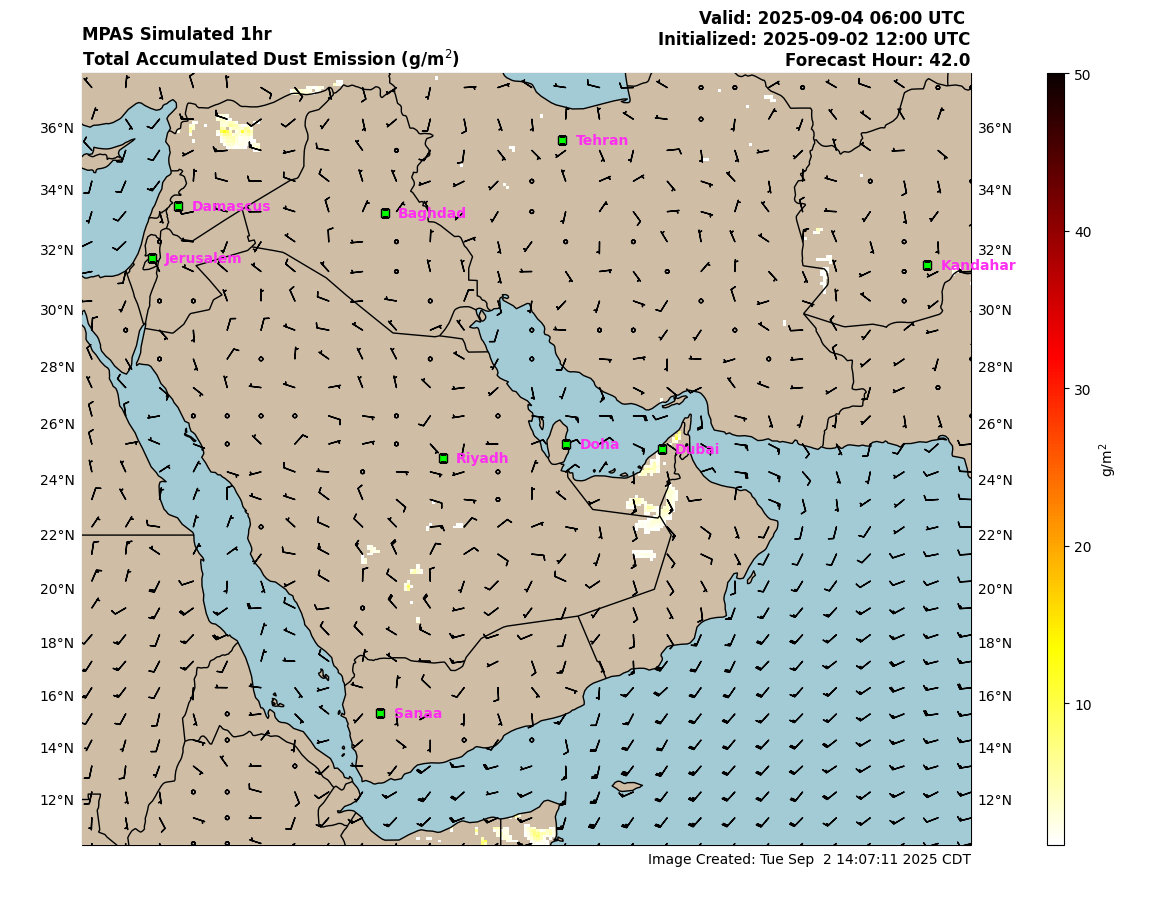 MPAS Simulated 1hr
Total Accumulated Dust Emission (g/m²)
Valid: 2025-09-04 06:00 UTC
Initialized: 2025-09-02 12:00 UTC
Forecast Hour: 42.0
36°N
34°N
32°N
30°N
28°N
26°N
24°N
22°N
20°N
18°N
16°N
14°N
12°N
Tehran
Damascus
Baghdad
Jerusalem
Kandahar
Doha
Dubai
Riyadh
Sanaa
36°N
34°N
32°N
30°N
28°N
26°N
24°N
22°N
20°N
18°N
16°N
14°N
12°N
50
40
30
20
10
g/m²
Image Created: Tue Sep  2 14:07:11 2025 CDT